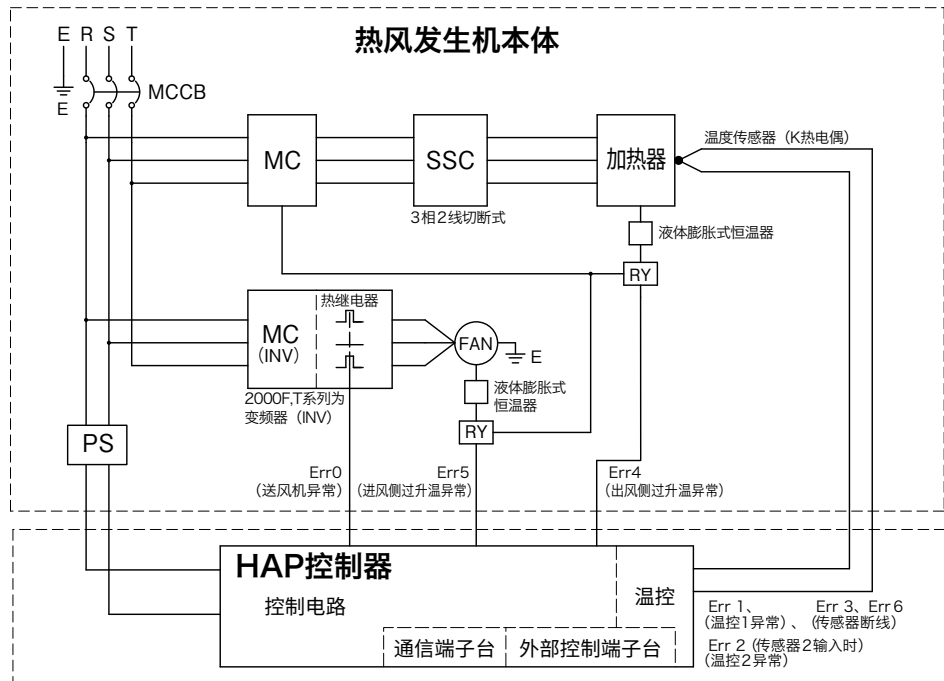 热风发生机本体
E R S T
E
MCCB
MC
SSC
加热器
温度传感器（K热电偶）
3相2线切断式
液体膨胀式恒温器
RY
热继电器
MC
(INV)
FAN
E
2000F,T系列为
变频器（INV）
液体膨胀式
恒温器
RY
PS
Err0
（送风机异常）
Err5
（进风侧过升温异常）
Err4
（出风侧过升温异常）
HAP控制器
控制电路
温控
通信端子台
外部控制端子台
Err 1、 Err 3、Err 6
（温控1异常）、（传感器断线）
Err 2 (传感器2输入时)
（温控2异常）